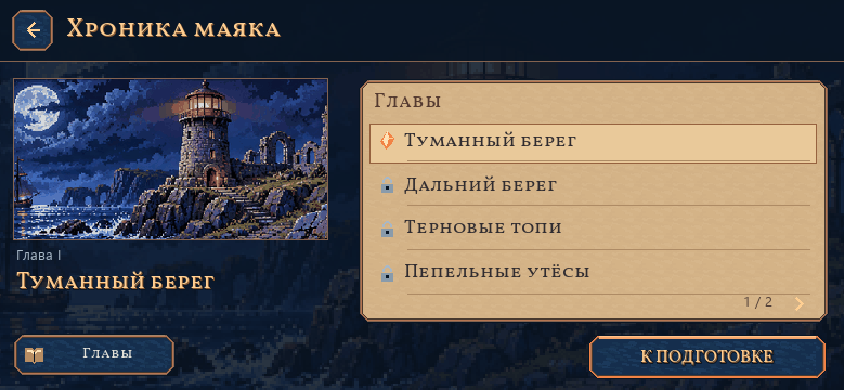 Хроника маяка
Глава I
Туманный берег
Главы
Главы
Туманный берег
Дальний берег
Терновые топи
Пепельные утёсы
1 / 2
К ПОДГОТОВКЕ